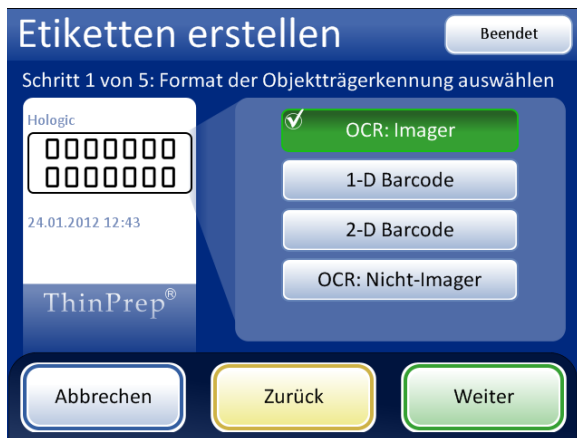 Etiketten erstellen
Beendet
Schritt 1 von 5: Format der Objektträgerkennung auswählen
Hologic
0000000
0000000
24.01.2012 12:43
ThinPrep®
OCR: Imager
1-D Barcode
2-D Barcode
OCR: Nicht-Imager
Abbrechen
Zurück
Weiter